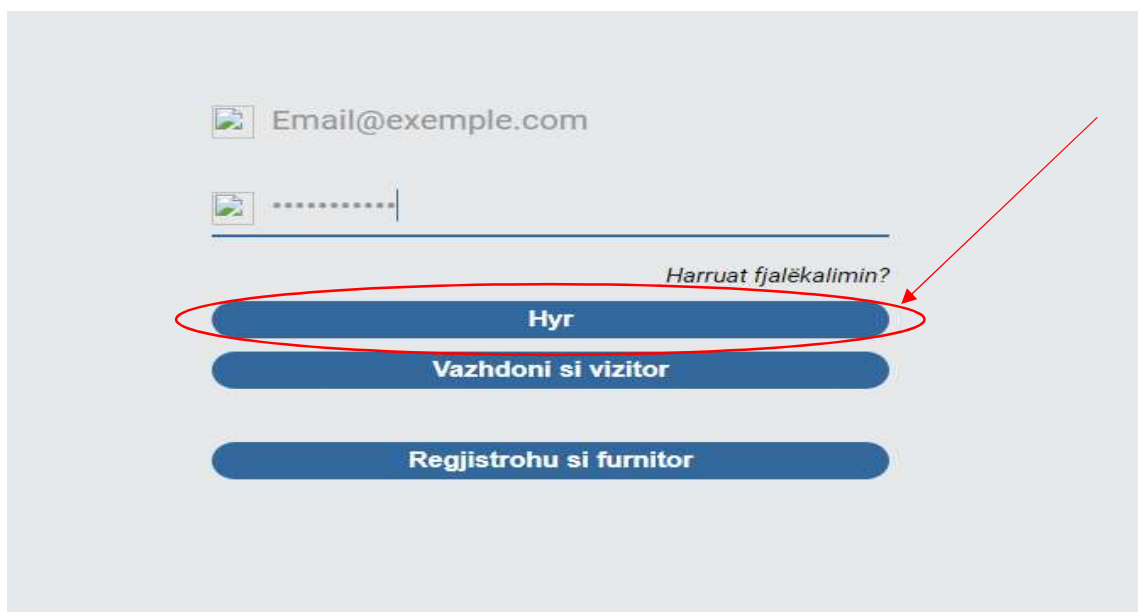 Email@exemple.com
•••••••••••
Harruat fjalëkalimin?
Hyr
Vazhdoni si vizitor
Regjistrohu si furnitor